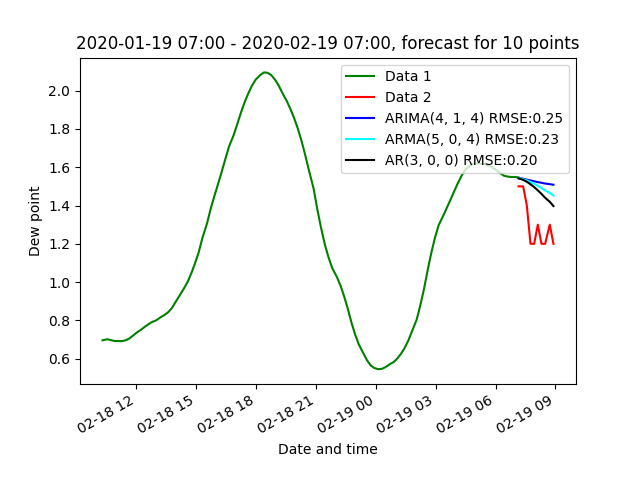 2020-01-19 07:00 - 2020-02-19 07:00, forecast for 10 points
Data 1
Data 2
ARIMA(4, 1, 4) RMSE:0.25
ARMA(5, 0, 4) RMSE:0.23
AR(3, 0, 0) RMSE:0.20
Dew point
2.0
1.8
1.6
1.4
1.2
1.0
0.8
0.6
02-18 12
02-18 15
02-18 18
02-18 21
02-19 00
02-19 03
02-19 06
02-19 09
Date and time